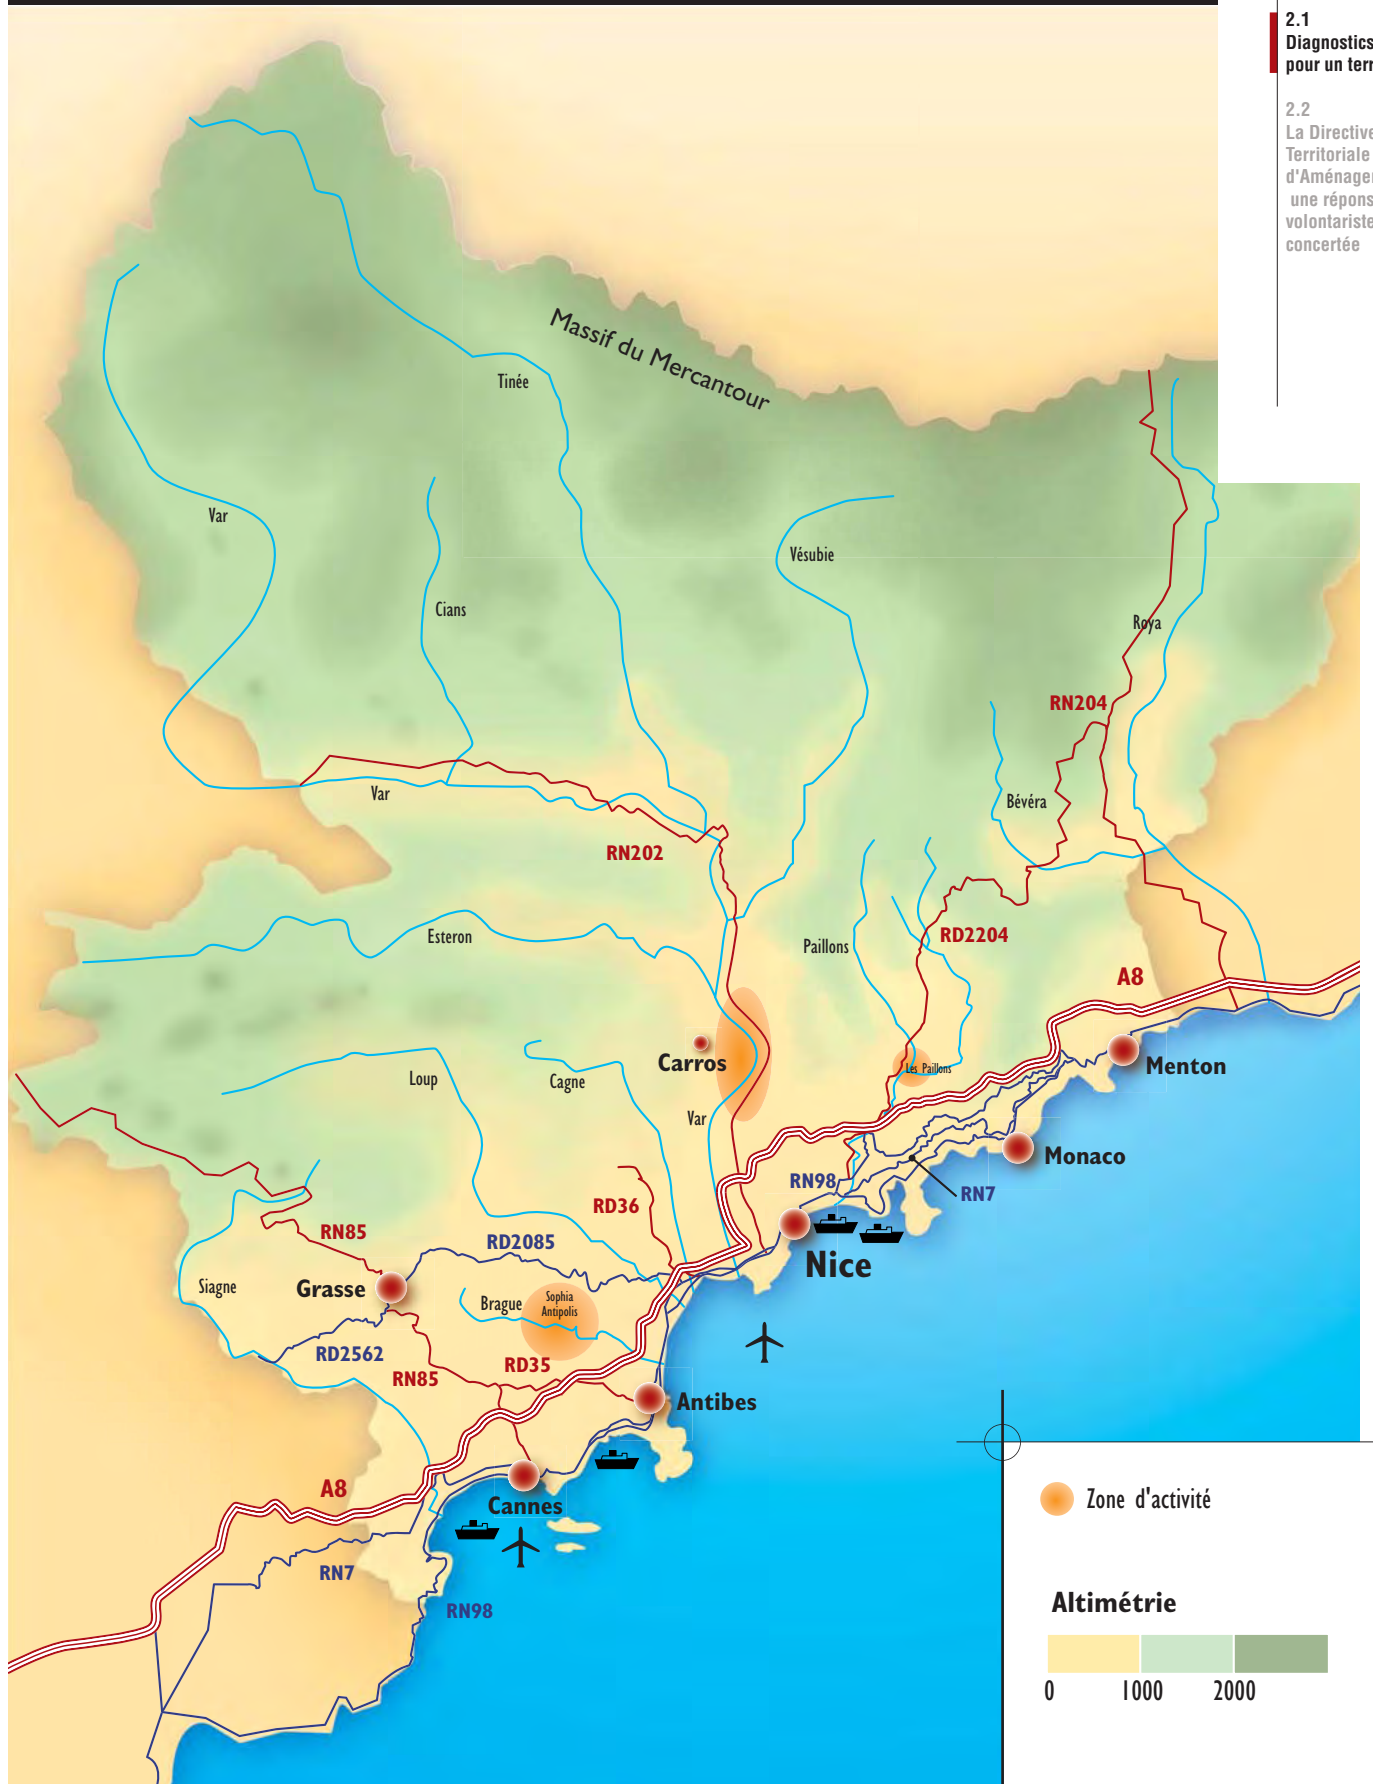 2.1
Diagnostics
pour un terr
2.2
La Directive
Territoriale
d'Aménage
une répons
volontariste
concertée
Massif du Mercantour
Tinée
Var
Vésubie
Cians
Roya
RN204
Var
Bévéra
RN202
Esteron
Paillons
RD2204
A8
Carros
Les Paillons
Menton
Loup
Cagne
Var
Monaco
RN98
RN7
RD36
RN85
RD2085
Nice
Siagne
Grasse
Brague
Sophia
Antipolis
RD2562
RN85
RD35
Antibes
A8
Cannes
RN7
RN98
Zone d'activité
Altimétrie
0 1000 2000